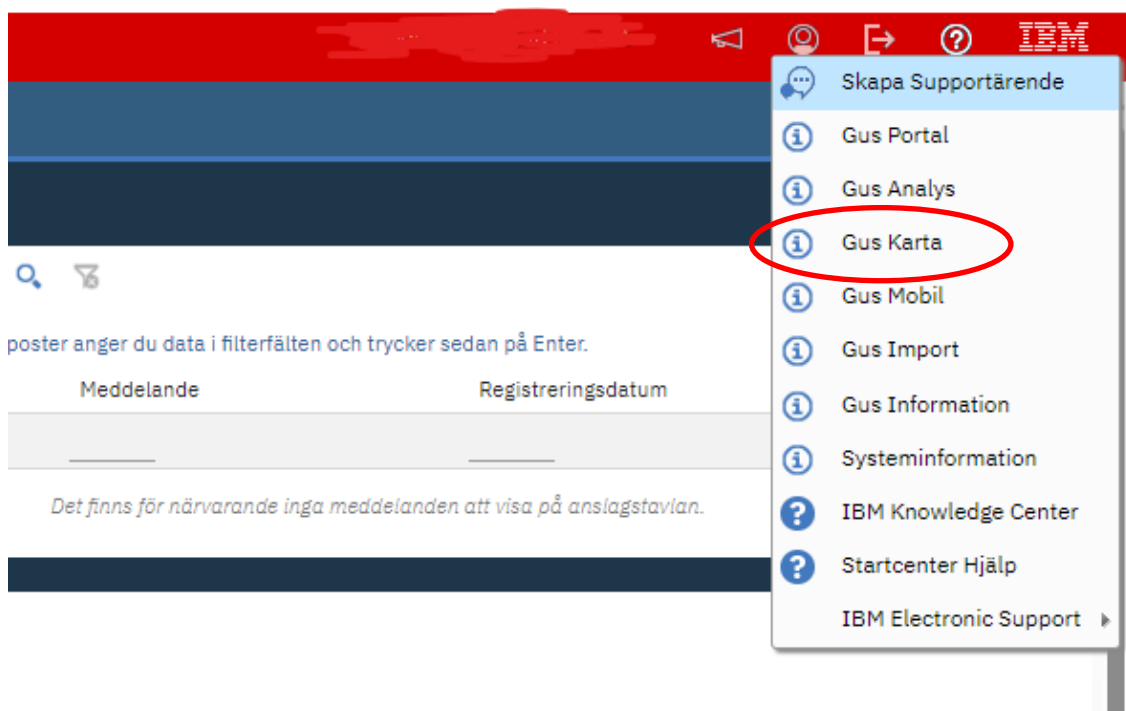 IBM
Skapa Supportärende
Gus Portal
Gus Analys
Gus Karta
Gus Mobil
Gus Import
Gus Information
Systeminformation
IBM Knowledge Center
Startcenter Hjälp
IBM Electronic Support
poster anger du data i filterfälten och trycker sedan på Enter.
Meddelande Registreringsdatum
Det finns för närvarande inga meddelanden att visa på anslagstavlan.